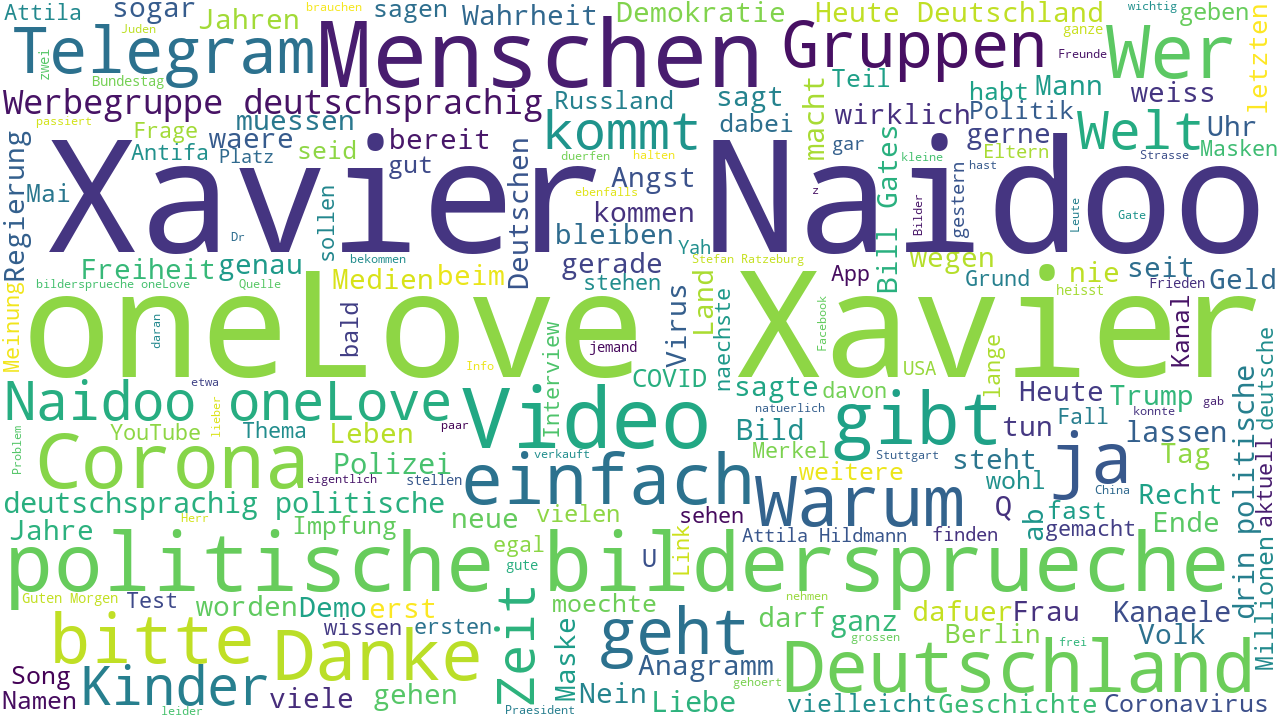 Attila sogar Jahren brauchen sagen Wahrheit Demokratie Heute Deutschland wichtig geben
Juden zwei Telegram Menschen Gruppen ganze Freunde Wer letzten
Bundestag Teil habt Mann weiss
Werbegruppe deutschsprachig Russland sagt macht wirklich Politik
passiert Frage muessen kommt dabei gar gerne Welt Uhr
Antifa waere Platz seid bereit duerfen halten Bill Gates kleine Eltern Strasse Masken
Regierung Mai gut Angst ebenfalls z hast
Xavier Naidoo
sollen Deutschen kommen Bilder gestern Leute Gate
Dr bleiben Yah
Freiheit genau bekommen gerade Stefan Ratzeburg wegen seit
Medien beim stehen App Grund nie Frieden Geld
bildersprueche oneLove Quelle Land heisst
Meinung oneLove Xavier
daran bald Virus naechste Facebook Kanal
jemand
Interview Info USA lange deutsche
etwa COVID sagte davon Heute Trump gab
Naidoo oneLove Video natuerlich gibt konnte
lieber paar Bild tun Fall lassen
YouTube Thema Leben Merkel ja
Problem Corona Polizei verkauft Stuttgart steht Tag
eigentlich stellen einfach weitere wohl China Recht
Warum Q
deutschsprachig politische ab fast aktuell
Herr neue vielen sehen gemacht Ende
Jahre Impfung Link Attila Hildmann finden
egal U drin politische
politische bildersprueche
gute
Guten Morgen Test worden Demo erst Zeit moechte nehmen darf ganz dafuer Frau Kanaele Millionen
bitte Danke wissen ersten geht grossen Berlin frei Volk
Maske Anagramm Deutschland
Song Kinder gehoert
Namen viele gehen Nein Liebe vielleicht Geschichte Coronavirus
leider Praesident